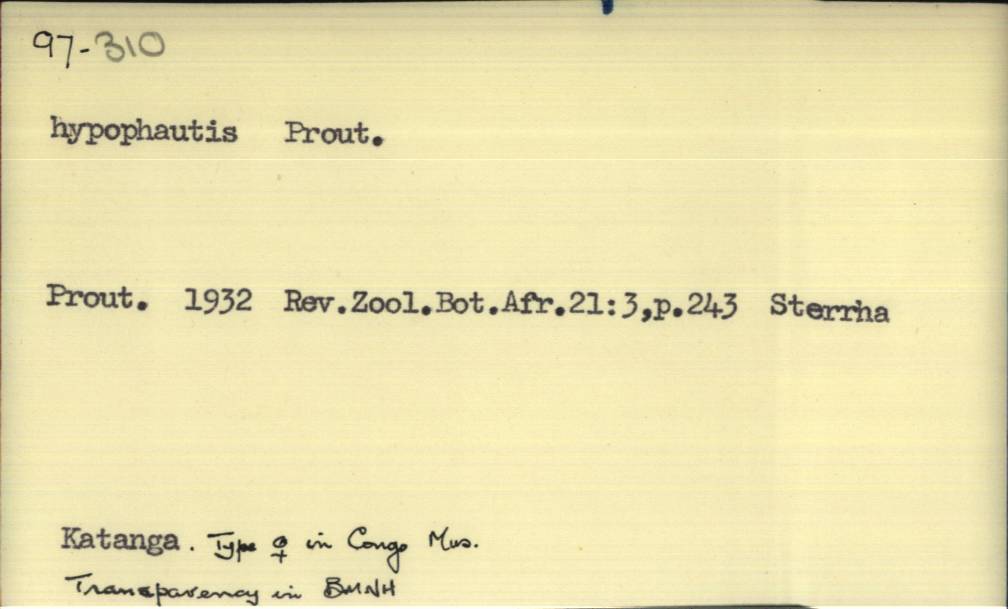 97-310
hypophautis Prout.
Prout. 1932 Rev.Zool.Bot.Afr.21:3,p.243 Sterrha
Katanga. Type ♀ in Congo Mus.
Transparency in BMNH